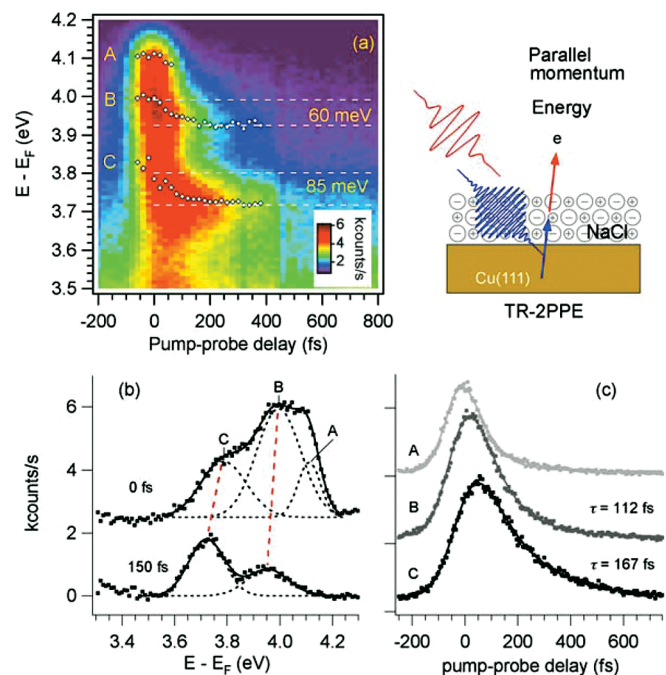 (a)
4.2
4.1
4.0
3.9
3.8
3.7
3.6
3.5
E - E_F (eV)
A
B
C
60 meV
85 meV
6
4
2
kcounts/s
-200
0
200
400
600
800
Pump-probe delay (fs)
Parallel
momentum
Energy
e
NaCl
Cu(111)
TR-2PPE
(b)
B
A
C
6
4
2
0
kcounts/s
0 fs
150 fs
3.4
3.6
3.8
4.0
4.2
E - E_F (eV)
(c)
A
B
τ = 112 fs
C
τ = 167 fs
-200
0
200
400
600
pump-probe delay (fs)